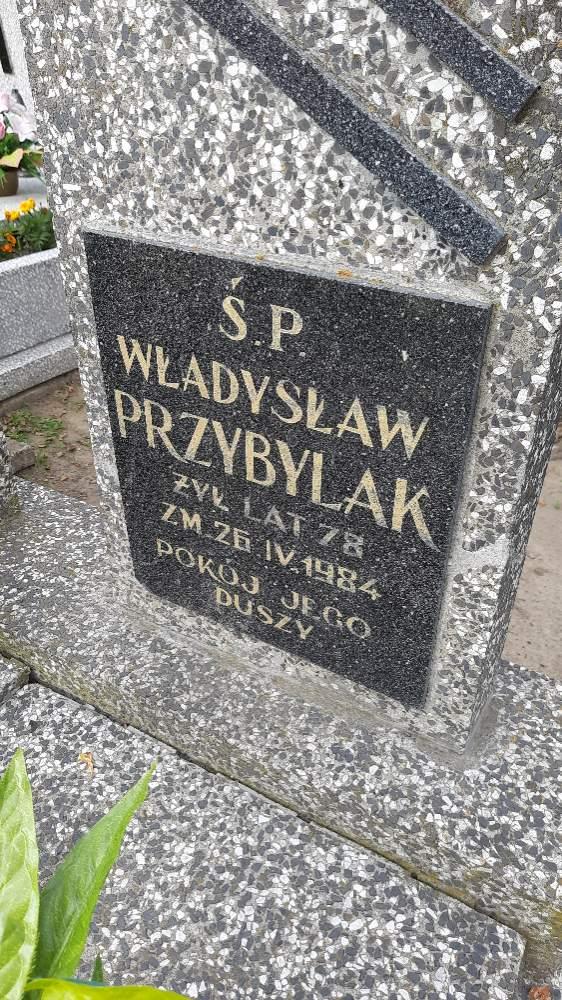 Ś.P.
WŁADYSŁAW
PRZYBYLAK
ŻYŁ LAT 78
ZM. 26.IV.1984
POKÓJ JEGO
DUSZY